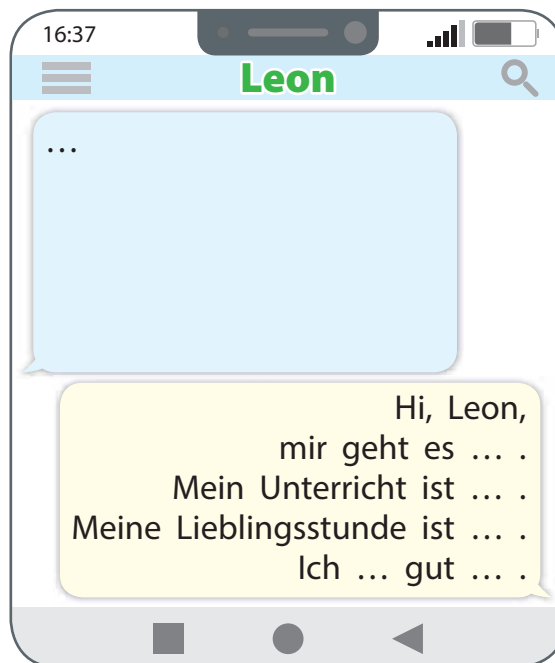 16:37
Leon
…
Hi, Leon,
mir geht es … .
Mein Unterricht ist … .
Meine Lieblingsstunde ist … .
Ich … gut … .